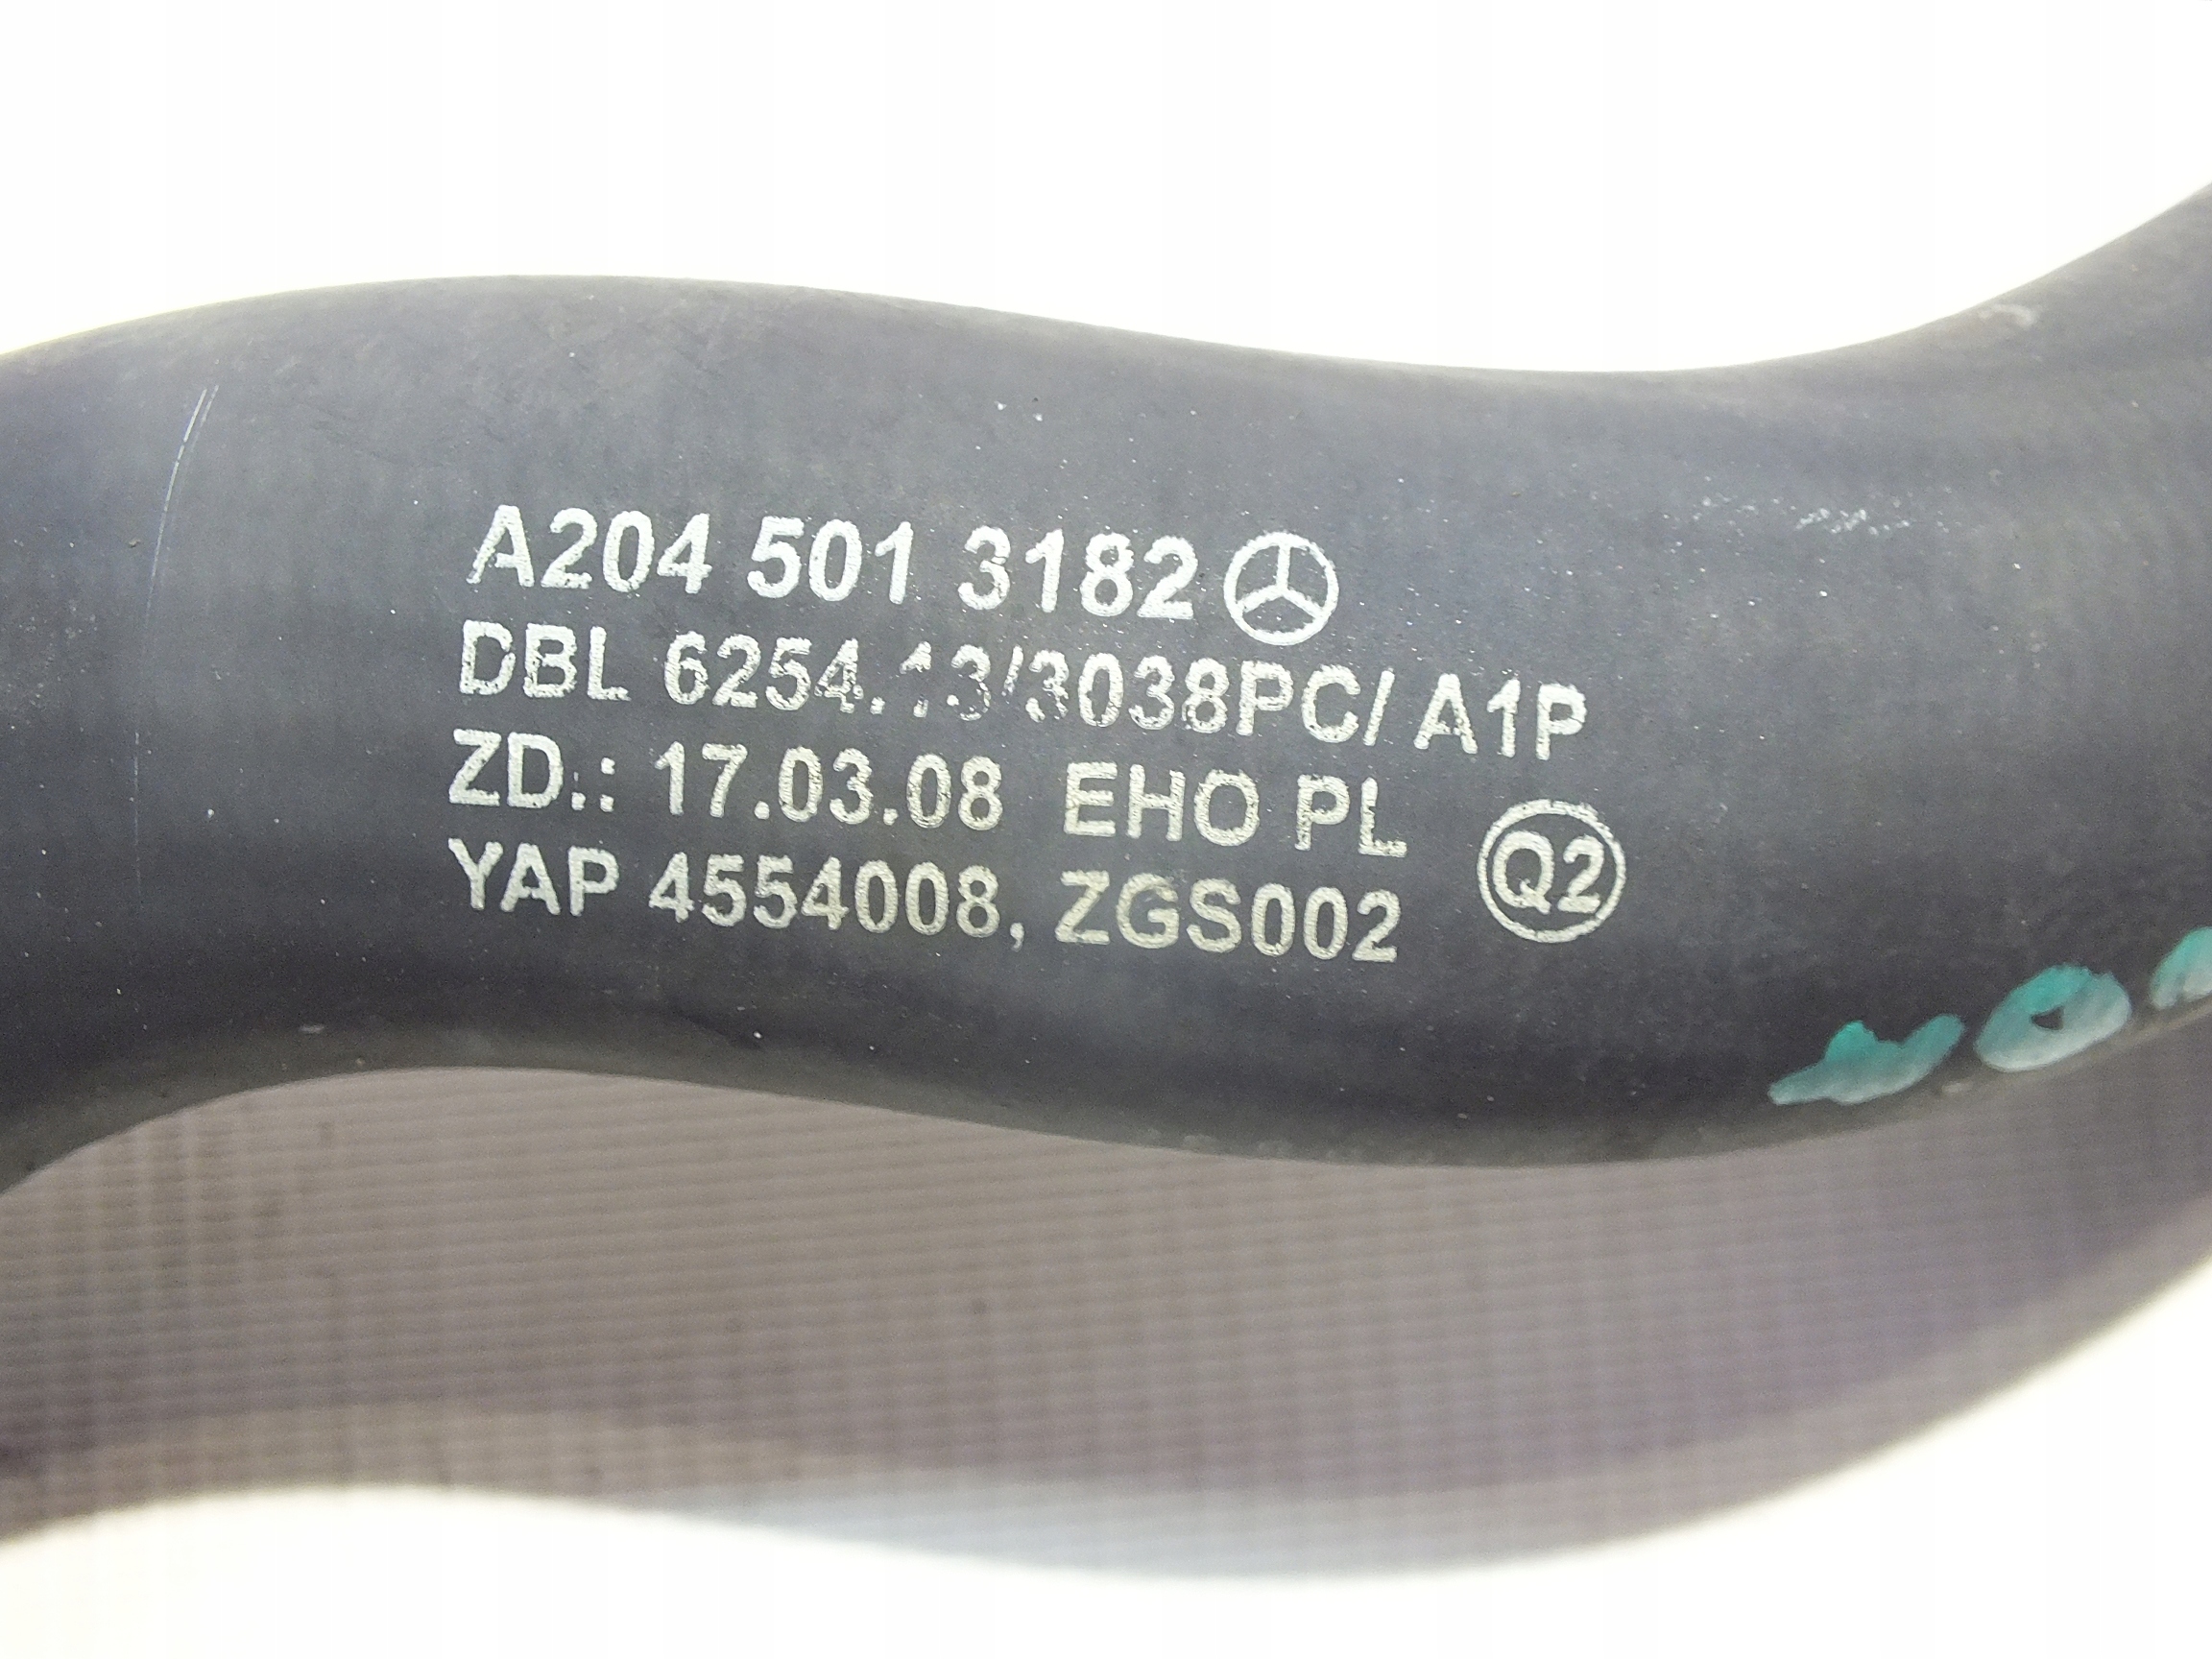 A204 501 3182
DBL 6254.13/3038PC/ A1P
ZD.: 17.03.08 EHO PL
YAP 4554008, ZGS002
Q2